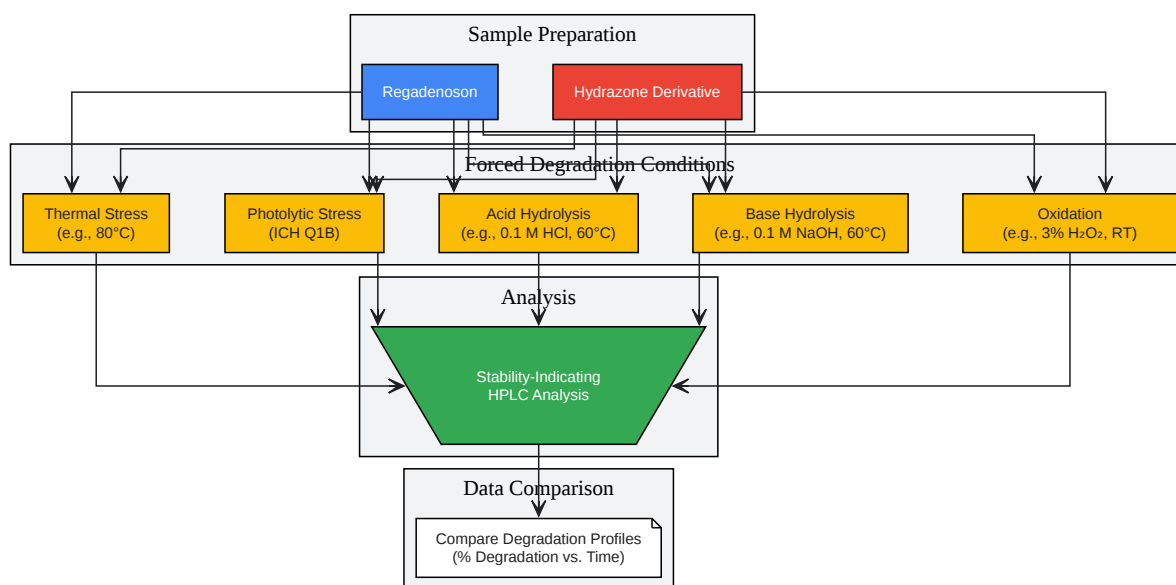 Sample Preparation
Regadenoson
Hydrazone Derivative
Forced Degradation Conditions
Thermal Stress
(e.g., 80°C)
Photolytic Stress
(ICH Q1B)
Acid Hydrolysis
(e.g., 0.1 M HCl, 60°C)
Base Hydrolysis
(e.g., 0.1 M NaOH, 60°C)
Oxidation
(e.g., 3% H₂O₂, RT)
Analysis
Stability-Indicating
HPLC Analysis
Data Comparison
Compare Degradation Profiles
(% Degradation vs. Time)